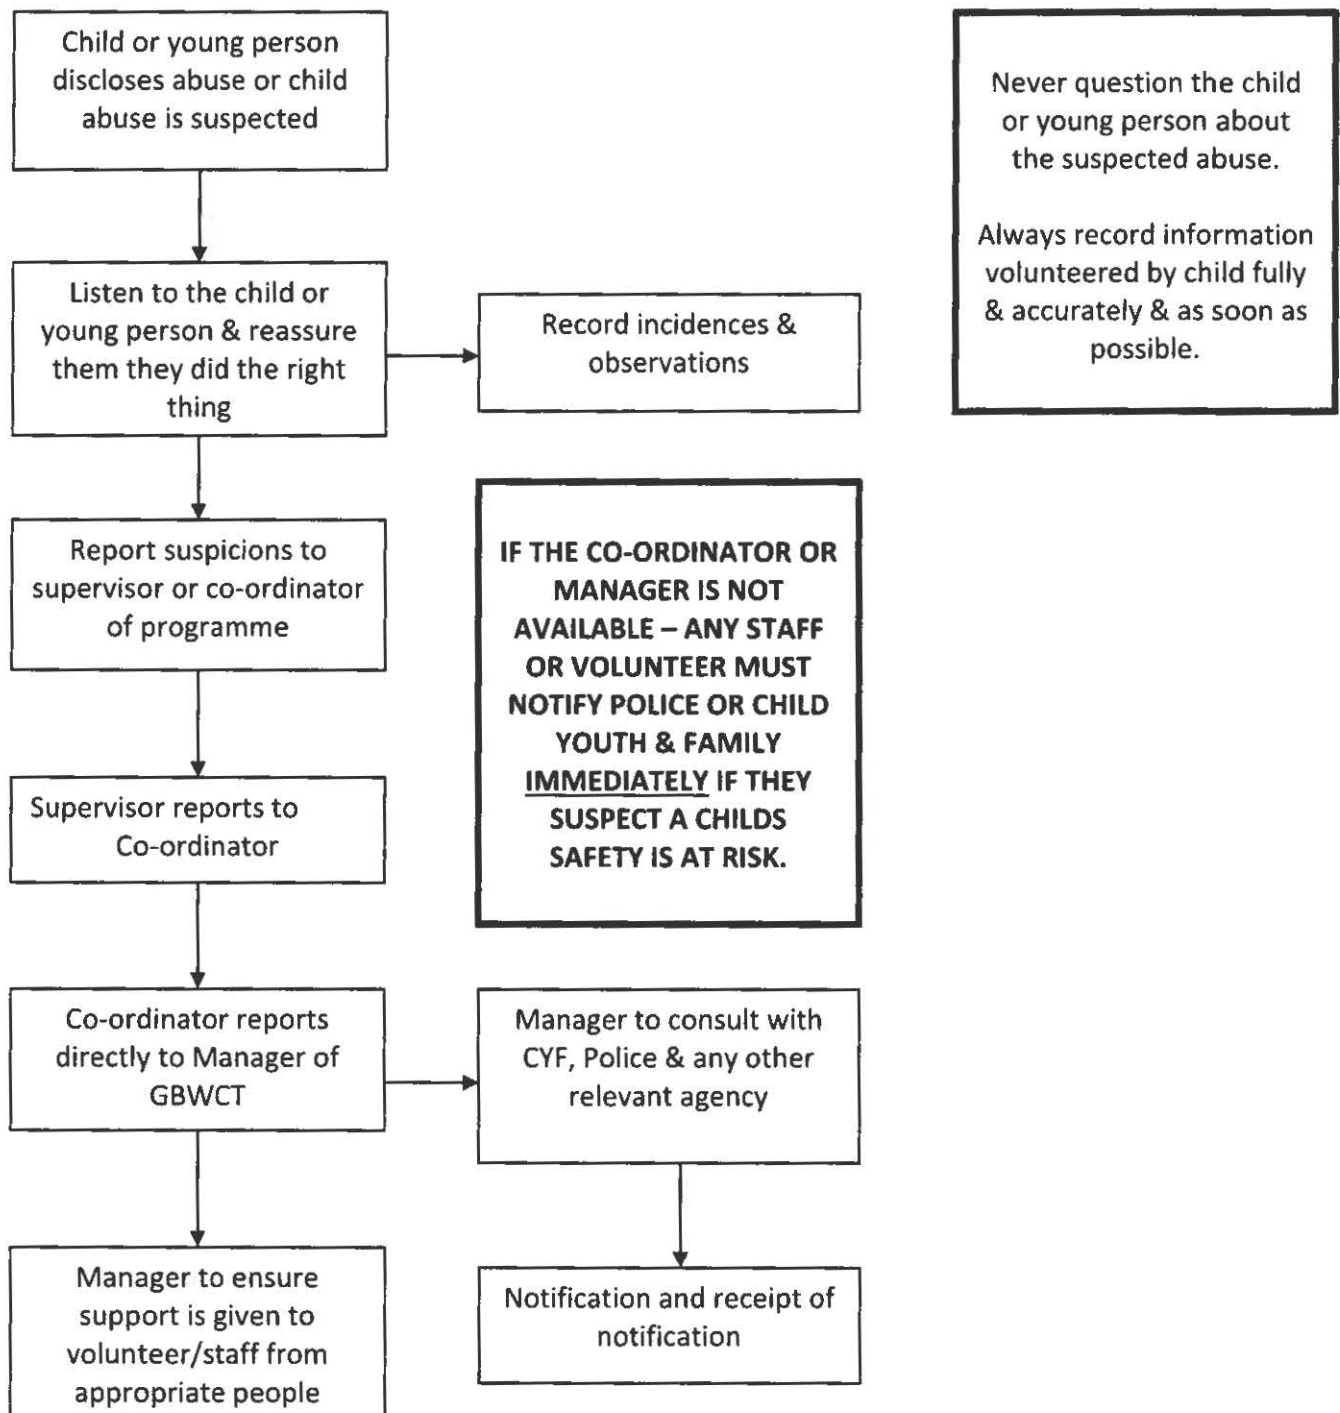 Child or young person
discloses abuse or child
abuse is suspected
Never question the child
or young person about
the suspected abuse.
Always record information
volunteered by child fully
& accurately & as soon as
possible.
Listen to the child or
young person & reassure
them they did the right
thing
Record incidences &
observations
Report suspicions to
supervisor or co-ordinator
of programme
IF THE CO-ORDINATOR OR
MANAGER IS NOT
AVAILABLE – ANY STAFF
OR VOLUNTEER MUST
NOTIFY POLICE OR CHILD
YOUTH & FAMILY
IMMEDIATELY IF THEY
SUSPECT A CHILDS
SAFETY IS AT RISK.
Supervisor reports to
Co-ordinator
Co-ordinator reports
directly to Manager of
GBWCT
Manager to consult with
CYF, Police & any other
relevant agency
Manager to ensure
support is given to
volunteer/staff from
appropriate people
Notification and receipt of
notification